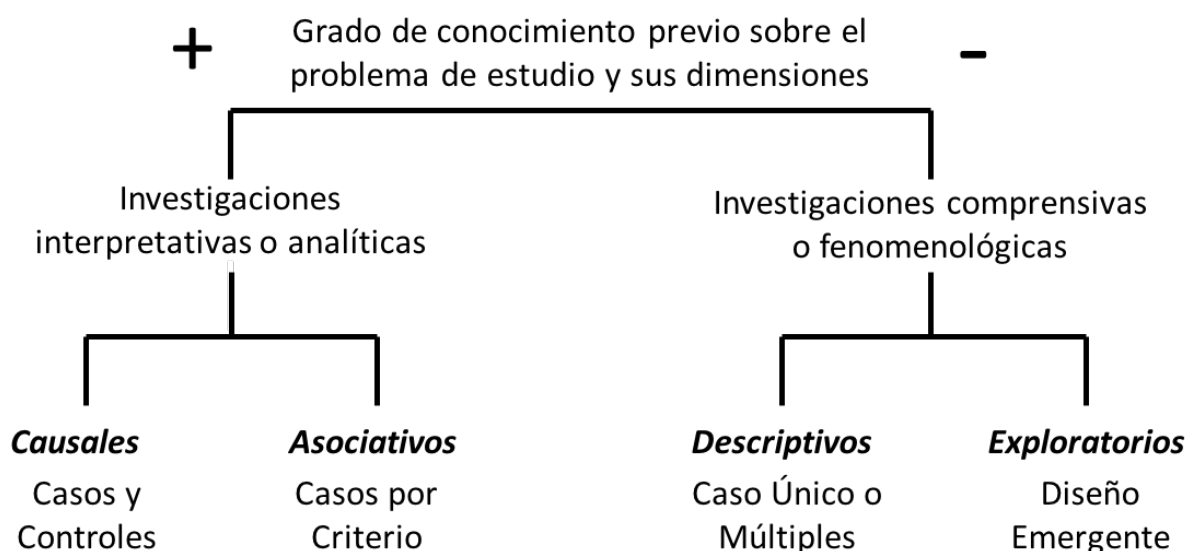 +
Grado de conocimiento previo sobre el
problema de estudio y sus dimensiones
-
Investigaciones
interpretativas o analíticas
Investigaciones comprensivas
o fenomenológicas
Causales
Casos y
Controles
Asociativos
Casos por
Criterio
Descriptivos
Caso Único o
Múltiples
Exploratorios
Diseño
Emergente